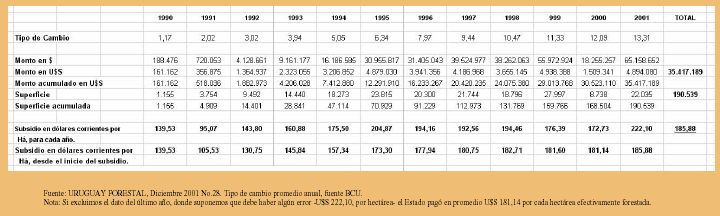 1990 1991 1992 1993 1994 1995 1996 1997 1998 999 2000 2001 TOTAL
Tipo de Cambio 1,17 2,02 3,02 3,94 5,05 6,34 7,97 9,44 10,47 11,33 12,09 13,31
Monto en $ 188.476 720.053 4.128.661 9.161.177 16.186.585 30.955.817 31.405.043 39.524.977 38.262.063 55.972.924 18.255.257 65.158.652
Monto en U$S 161.162 356.875 1.364.937 2.323.055 3.206.852 4.879.030 3.941.356 4.186.968 3.655.145 4.938.388 1.509.341 4.894.080 35.417.189
Monto acumulado en U$S 161.162 518.036 1.882.973 4.206.028 7.412.880 12.291.910 16.233.267 20.420.235 24.075.380 29.013.768 30.523.110 35.417.189
Superficie 1.155 3.754 9.492 14.440 18.273 23.815 20.300 21.744 18.796 27.997 8.738 22.035 190.539
Superficie acumulada 1.155 4.909 14.401 28.841 47.114 70.929 91.229 112.973 131.769 159.766 168.504 190.539
Subsidio en dólares corrientes por 139,53 95,07 143,80 160,88 175,50 204,87 194,16 192,56 194,46 176,39 172,73 222,10 185,88
Há, para cada año.
Subsidio en dólares corrientes por 139,53 105,53 130,75 145,84 157,34 173,30 177,94 180,75 182,71 181,60 181,14 185,88
Há, desde el inicio del subsidio.
Fuente: URUGUAY FORESTAL, Diciembre 2001 No.28. Tipo de cambio promedio anual, fuente BCU.
Nota: Si excluimos el dato del último año, donde suponemos que debe haber algún error -U$S 222,10, por hectárea- el Estado pagó en promedio U$S 181,14 por cada hectárea efectivamente forestada.